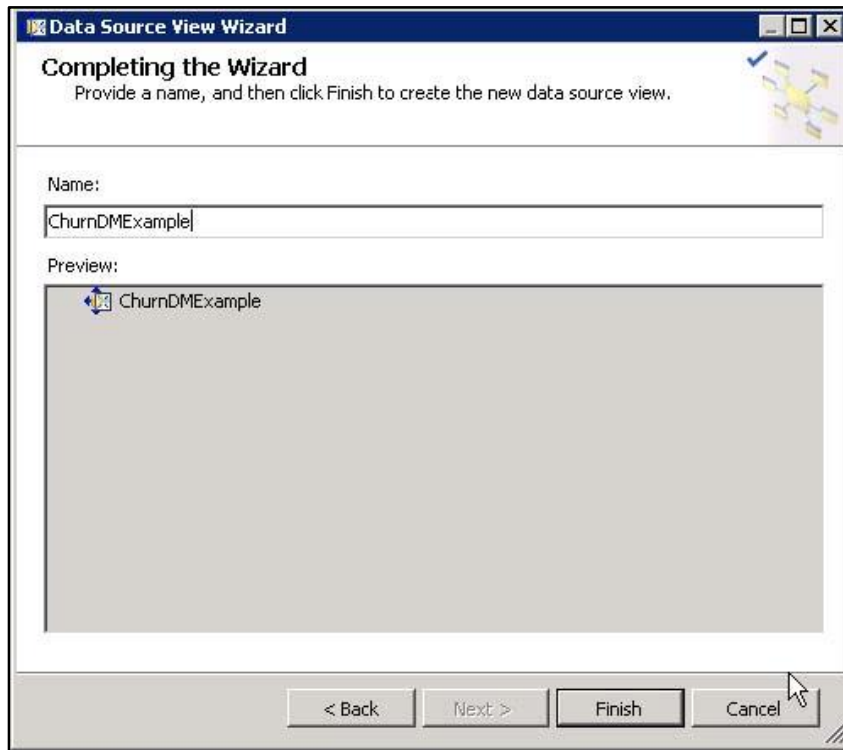 Data Source View Wizard
Completing the Wizard
Provide a name, and then click Finish to create the new data source view.
Name:
ChurnDMExample
Preview:
ChurnDMExample
< Back Next > Finish Cancel